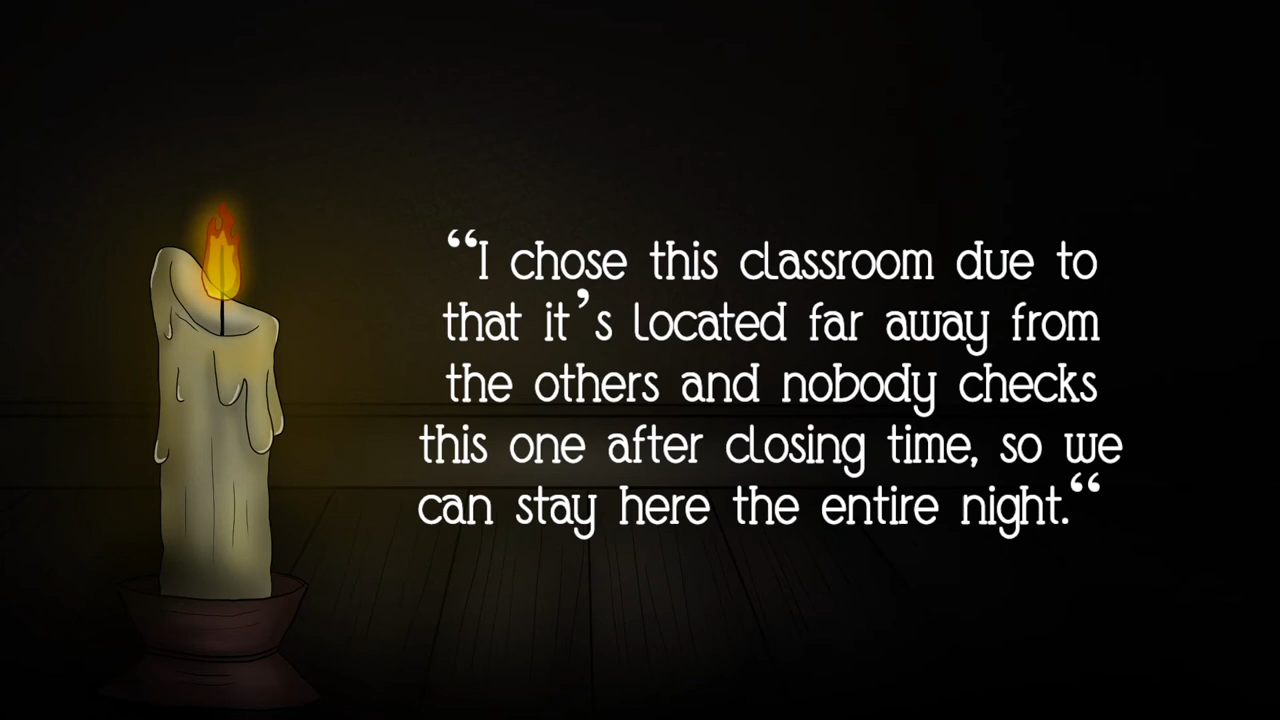 “I chose this classroom due to
that it’s located far away from
the others and nobody checks
this one after closing time, so we
can stay here the entire night.“